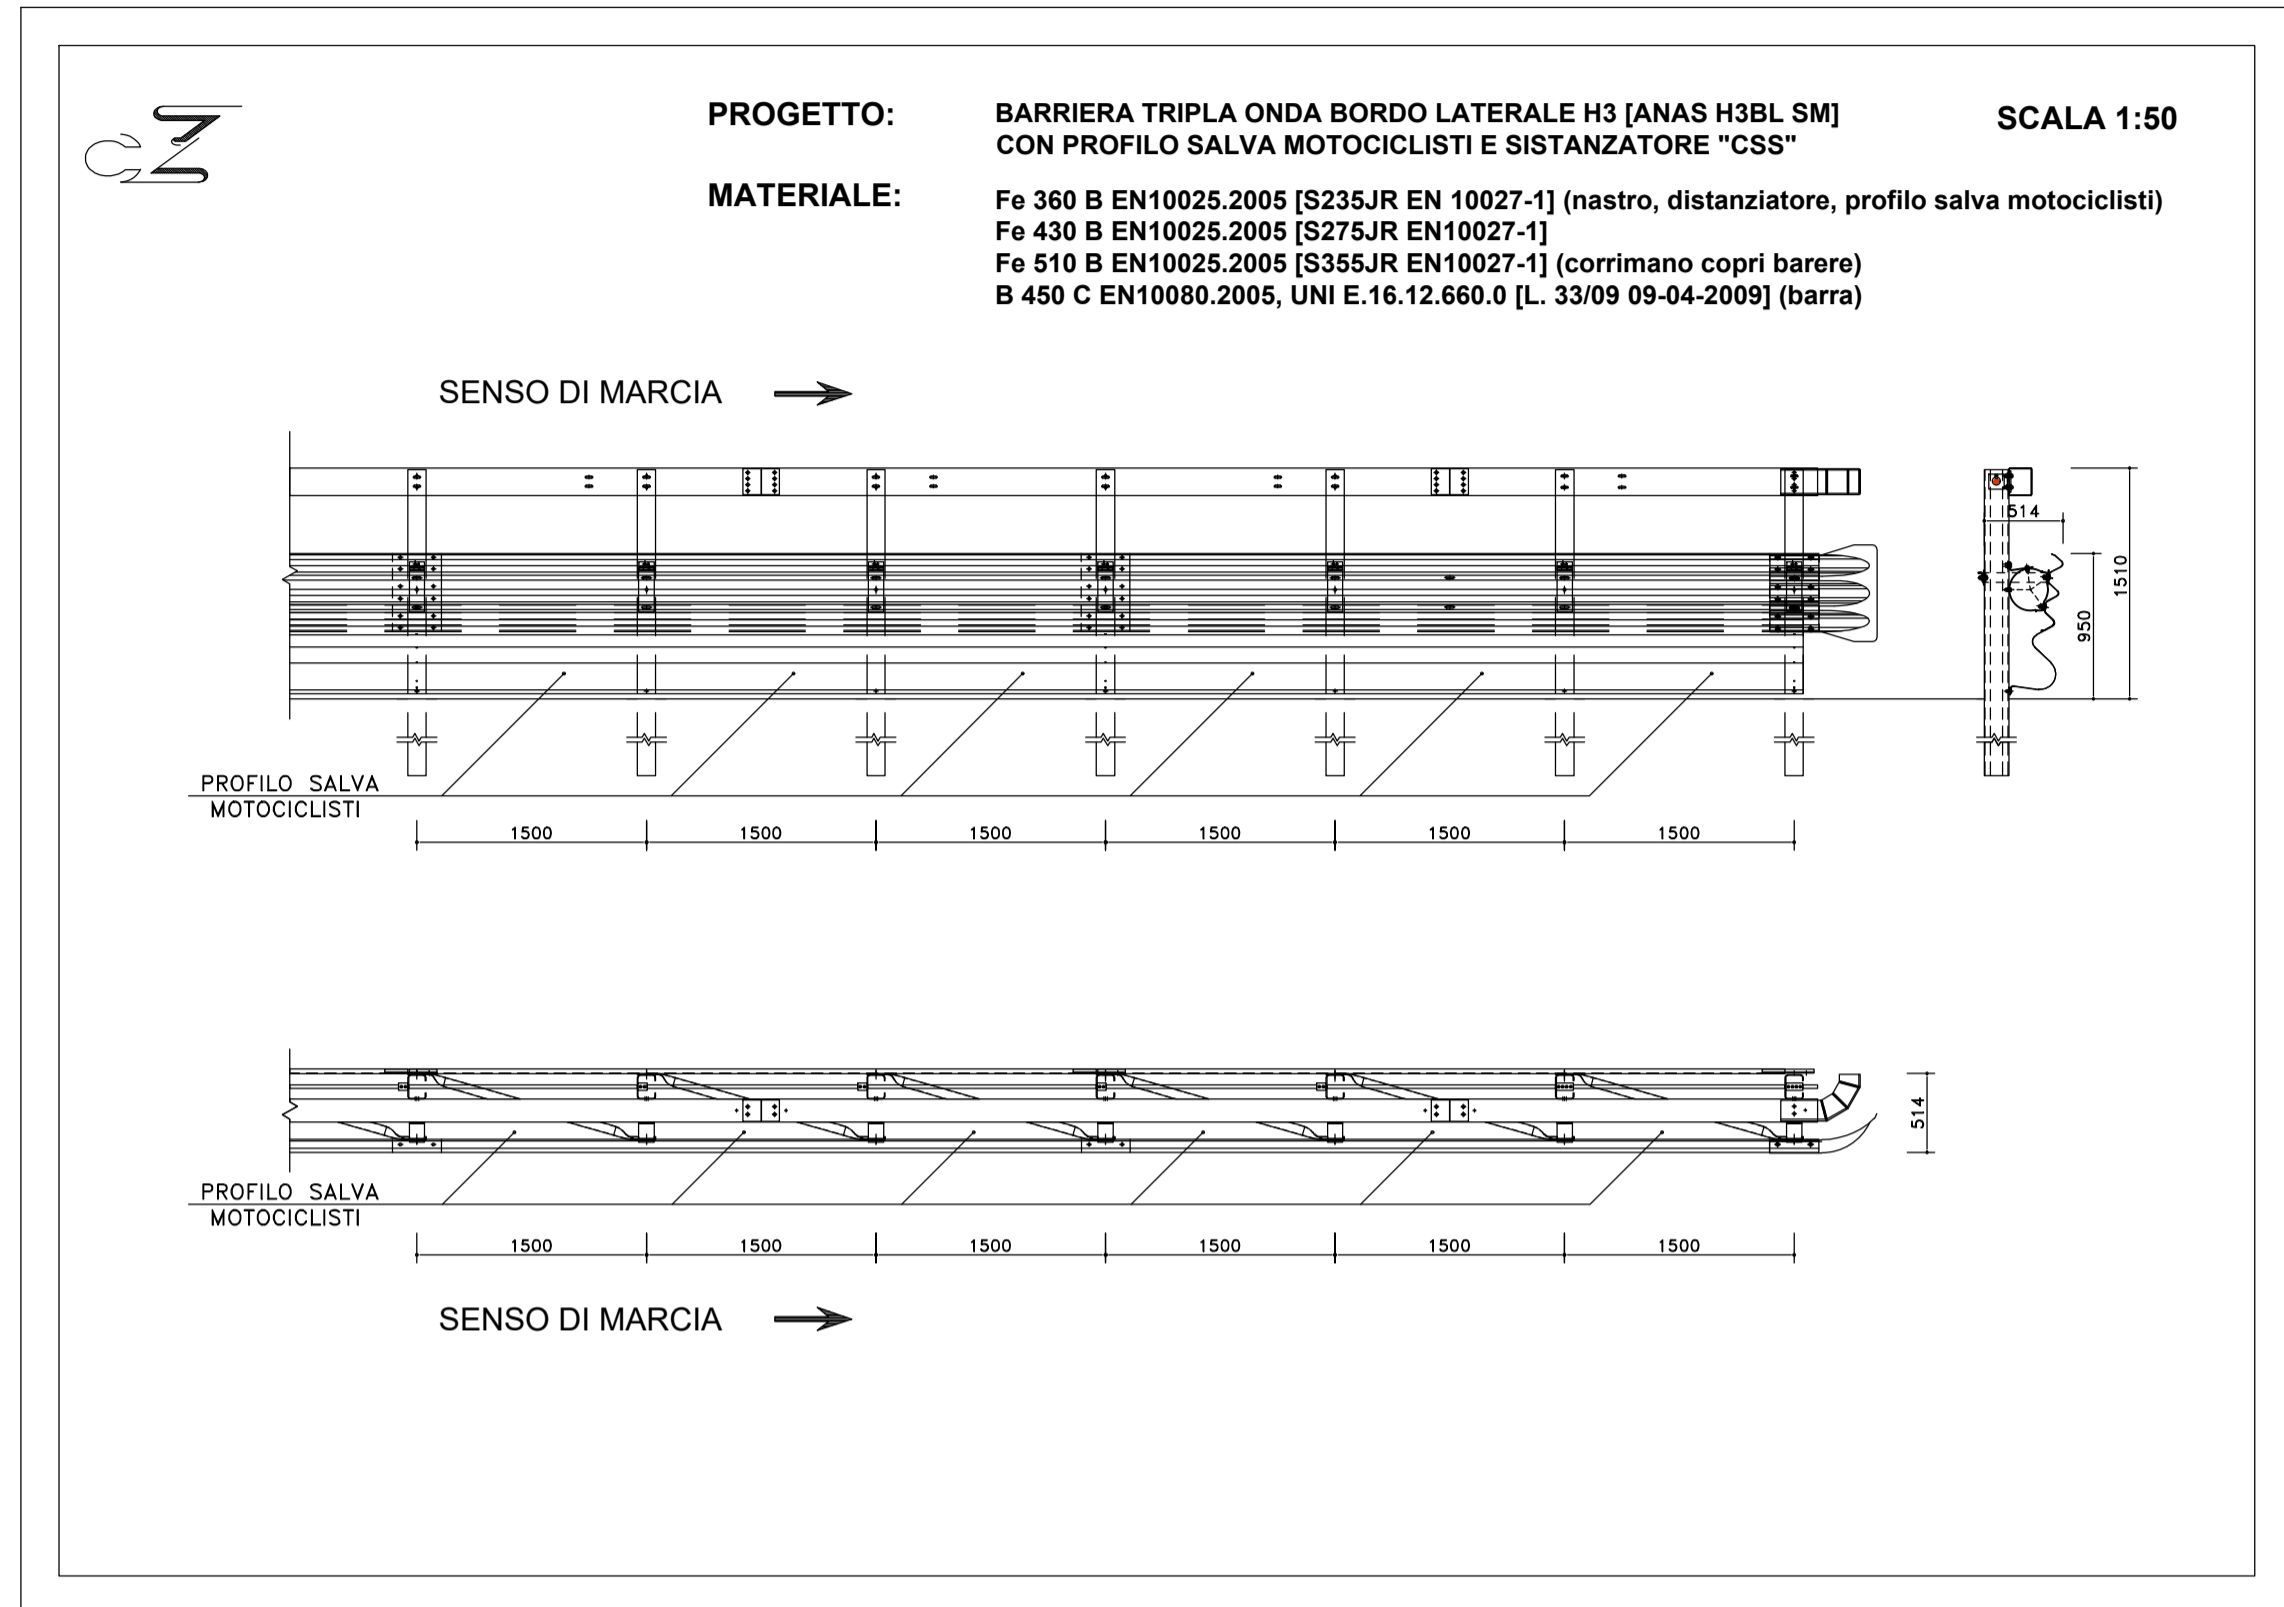 CZ
PROGETTO:
BARRIERA TRIPLA ONDA BORDO LATERALE H3 [ANAS H3BL SM]
CON PROFILO SALVA MOTOCICLISTI E SISTANZATORE "CSS"
SCALA 1:50
MATERIALE:
Fe 360 B EN10025.2005 [S235JR EN 10027-1] (nastro, distanziatore, profilo salva motociclisti)
Fe 430 B EN10025.2005 [S275JR EN10027-1]
Fe 510 B EN10025.2005 [S355JR EN10027-1] (corrimano copri barere)
B 450 C EN10080.2005, UNI E.16.12.660.0 [L. 33/09 09-04-2009] (barra)
SENSO DI MARCIA
514
950
1510
PROFILO SALVA
MOTOCICLISTI
1500 1500 1500 1500 1500 1500
514
PROFILO SALVA
MOTOCICLISTI
1500 1500 1500 1500 1500 1500
SENSO DI MARCIA